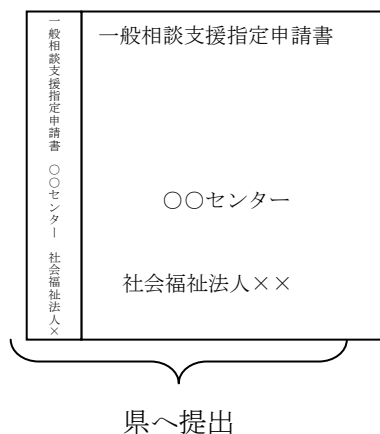 一般相談支援指定申請書　○○センター　社会福祉法人×
一般相談支援指定申請書
○○センター
社会福祉法人××
県へ提出